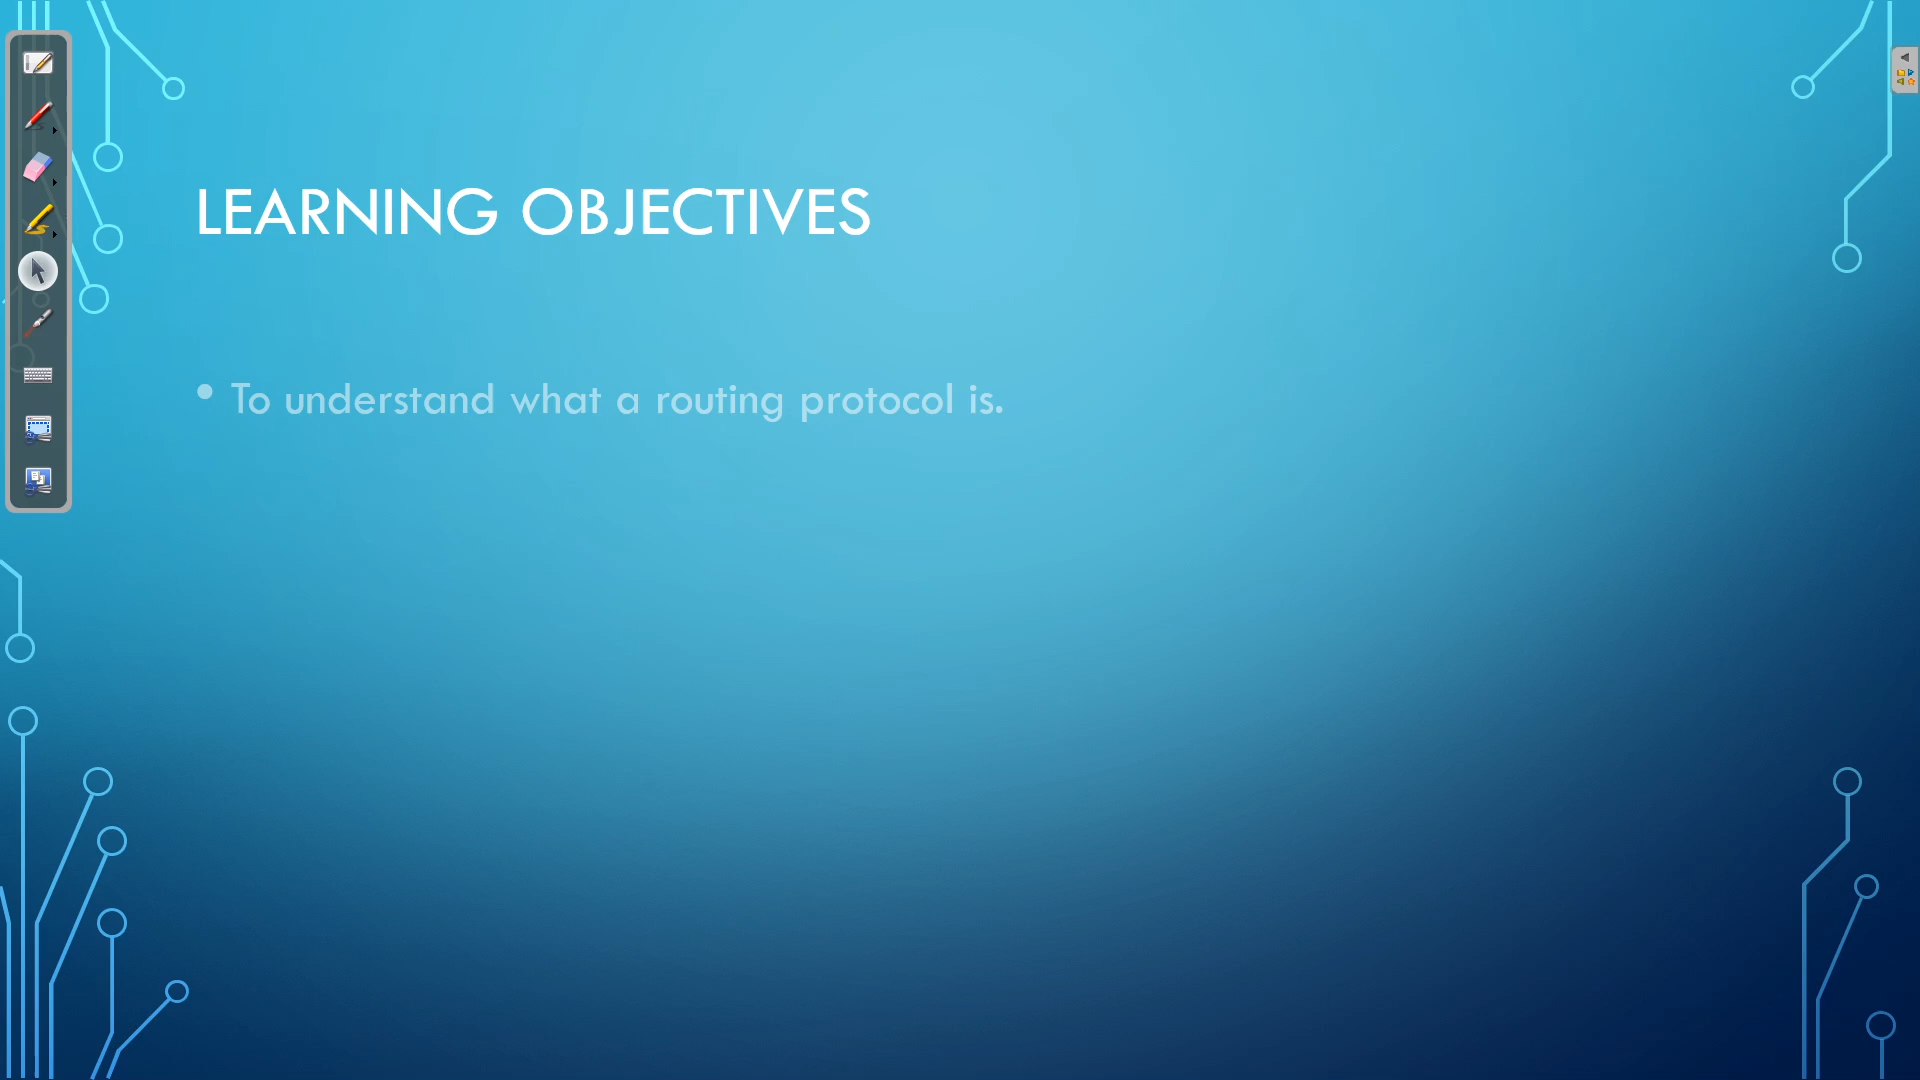 LEARNING OBJECTIVES
• To understand what a routing protocol is.